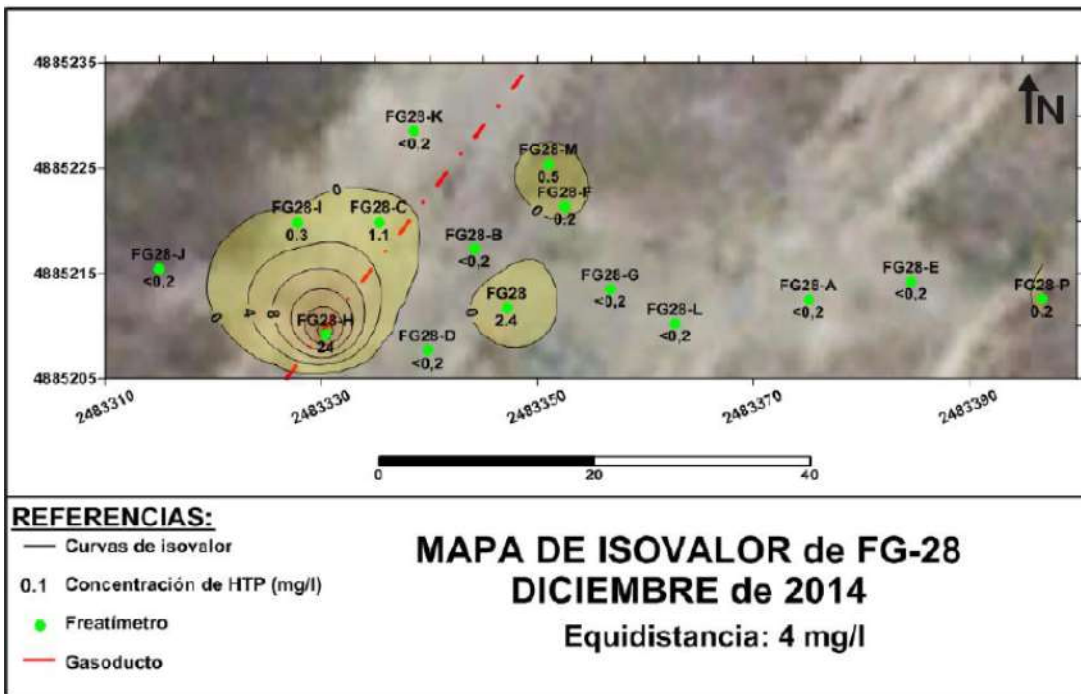 4885235
4885225
4885215
4885205
N
FG28-K
<0.2
FG28-M
0.5
FG28-F
0.2
0
0
FG28-I
0.3
FG28-C
1.1
FG28-J
<0,2
FG28-B
<0.2
FG28-G
<0,2
FG28-E
<0,2
FG28-A
<0,2
FG28-P
0.2
FG28
2.4
0
FG28-L
<0,2
4
8
0
FG28-H
24
FG28-D
<0,2
2483310
2483330
2483350
2483370
2483390
0
20
40
REFERENCIAS:
Curvas de isovalor
0.1 Concentración de HTP (mg/l)
Freatímetro
Gasoducto
MAPA DE ISOVALOR de FG-28
DICIEMBRE de 2014
Equidistancia: 4 mg/l